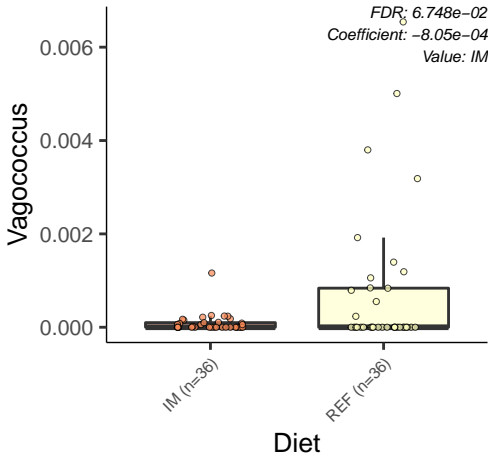 FDR: 6.748e−02
Coefficient: −8.05e−04
Value: IM
0.006
0.004
0.002
0.000
Vagococcus
IM (n=36)
REF (n=36)
Diet